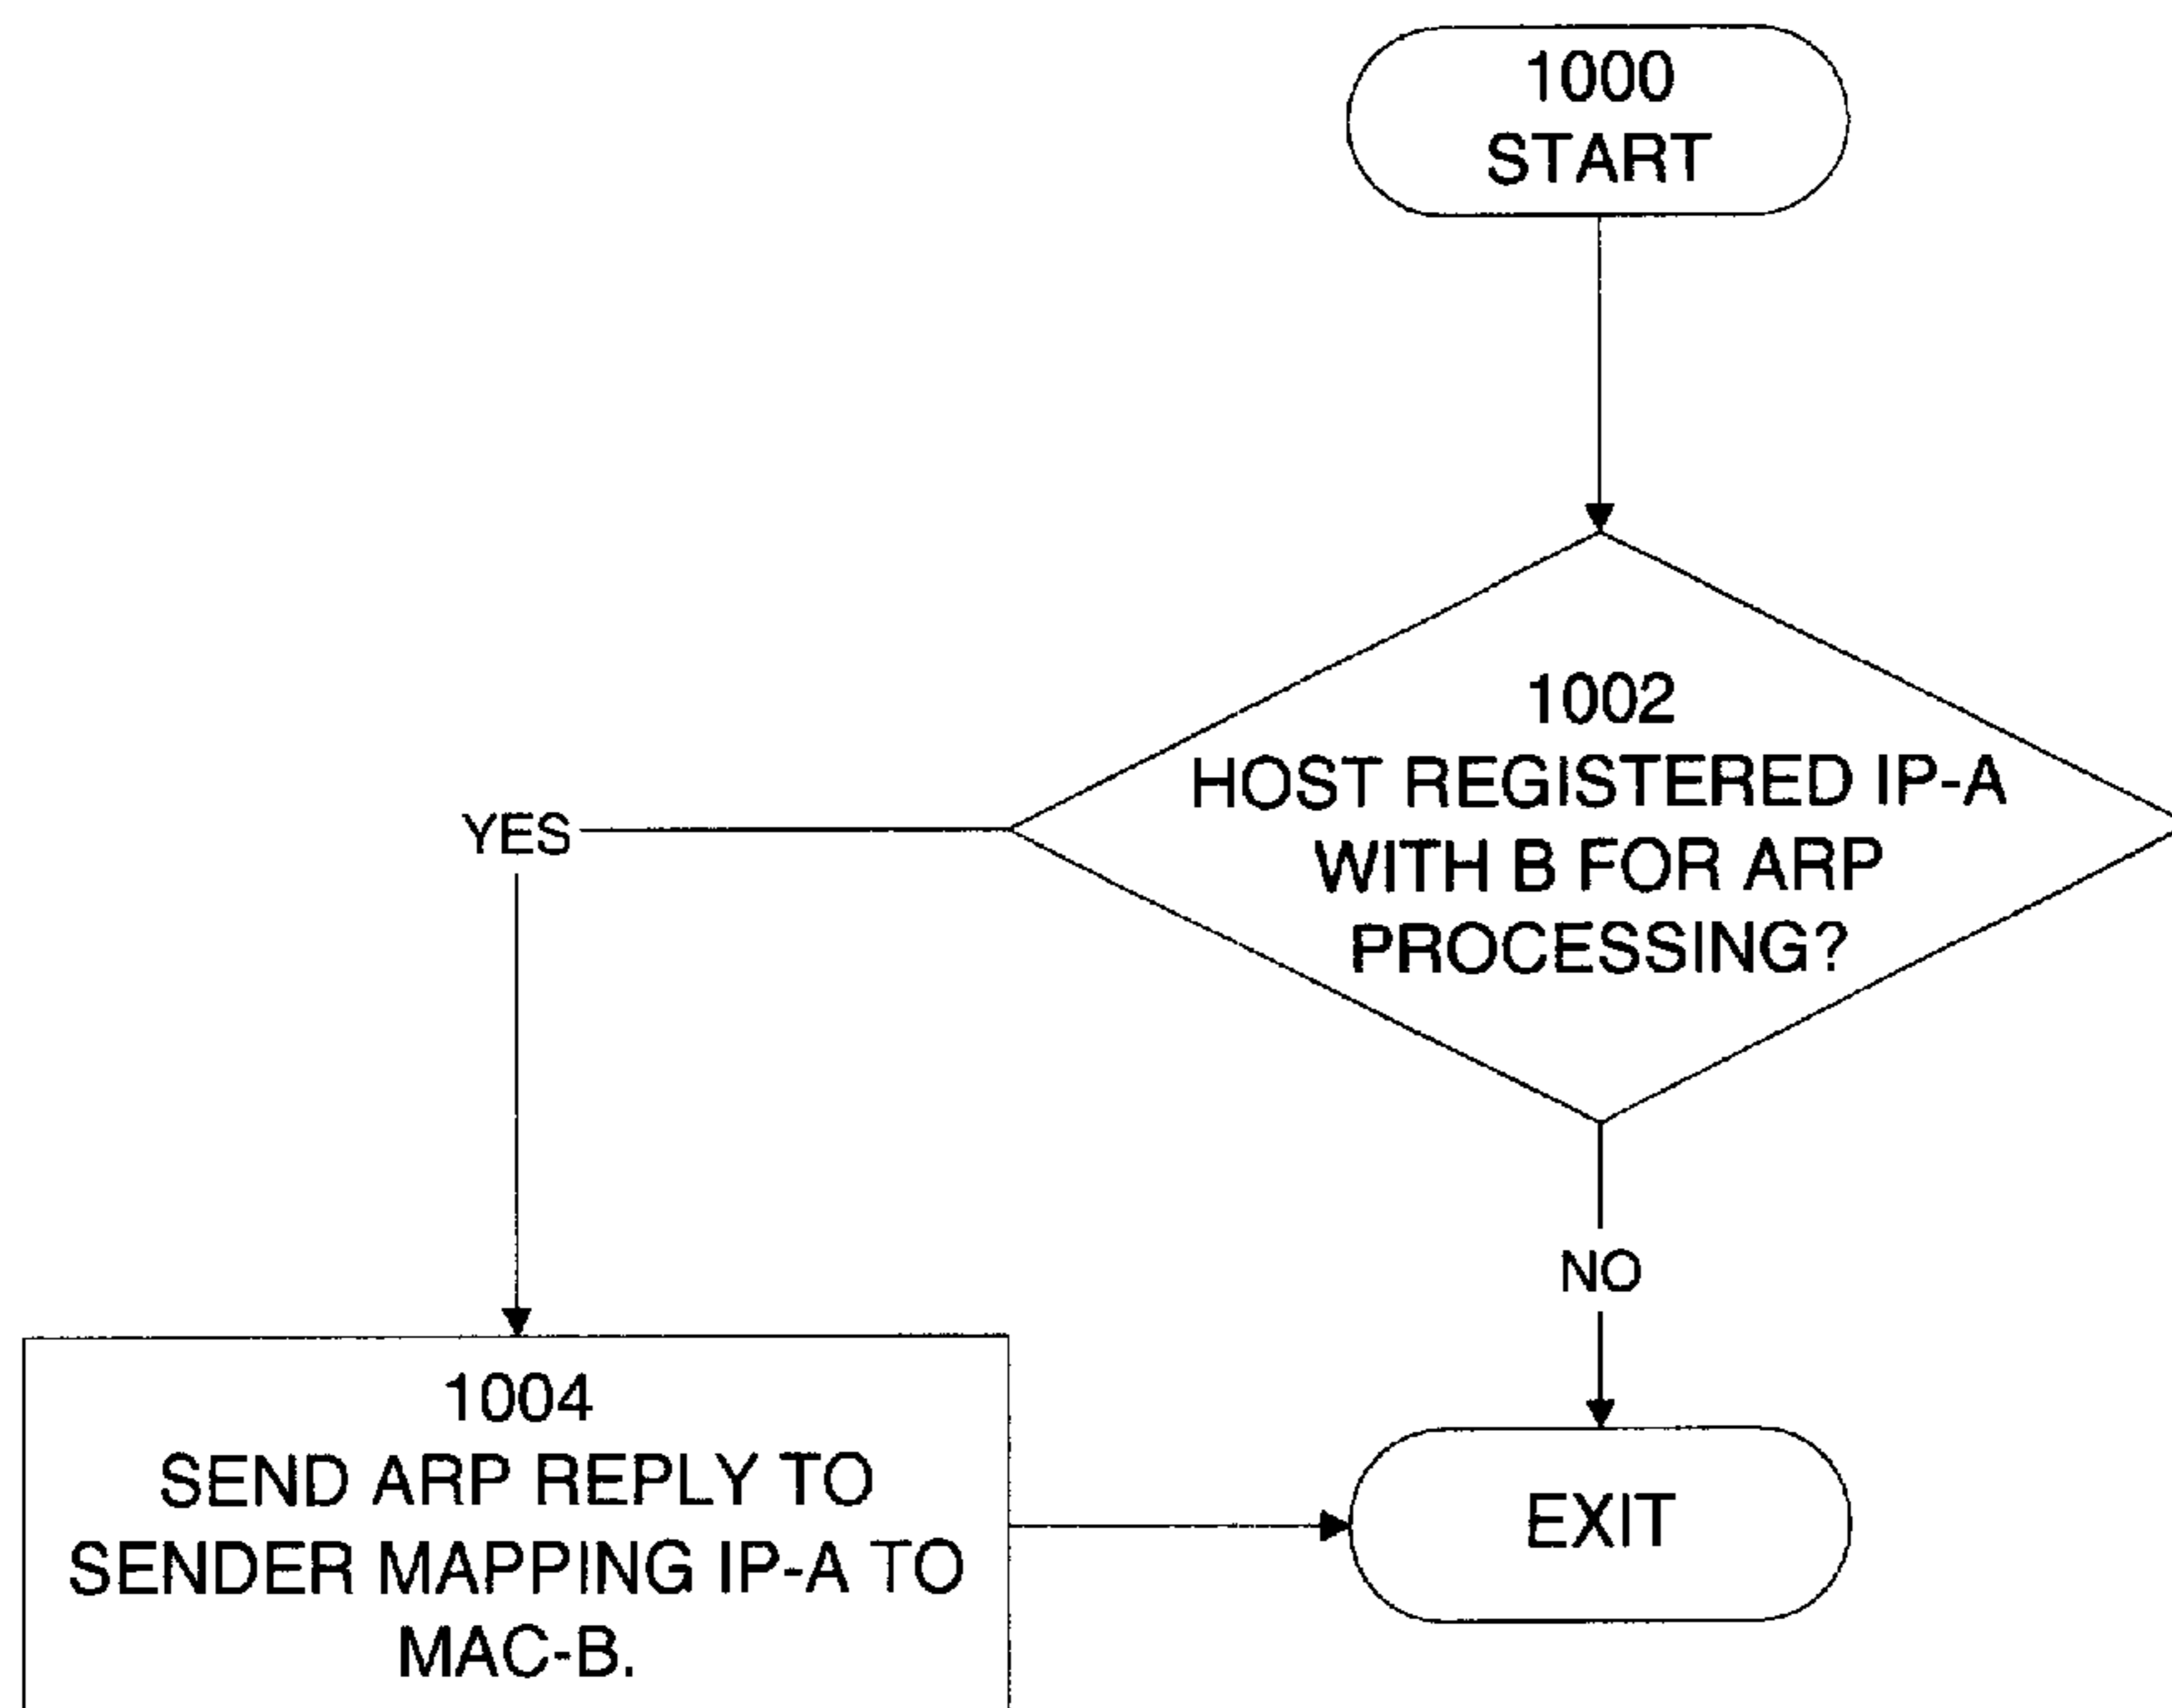 1000
START
1002
HOST REGISTERED IP-A
WITH B FOR ARP
PROCESSING?
YES
NO
1004
SEND ARP REPLY TO
SENDER MAPPING IP-A TO
MAC-B.
EXIT